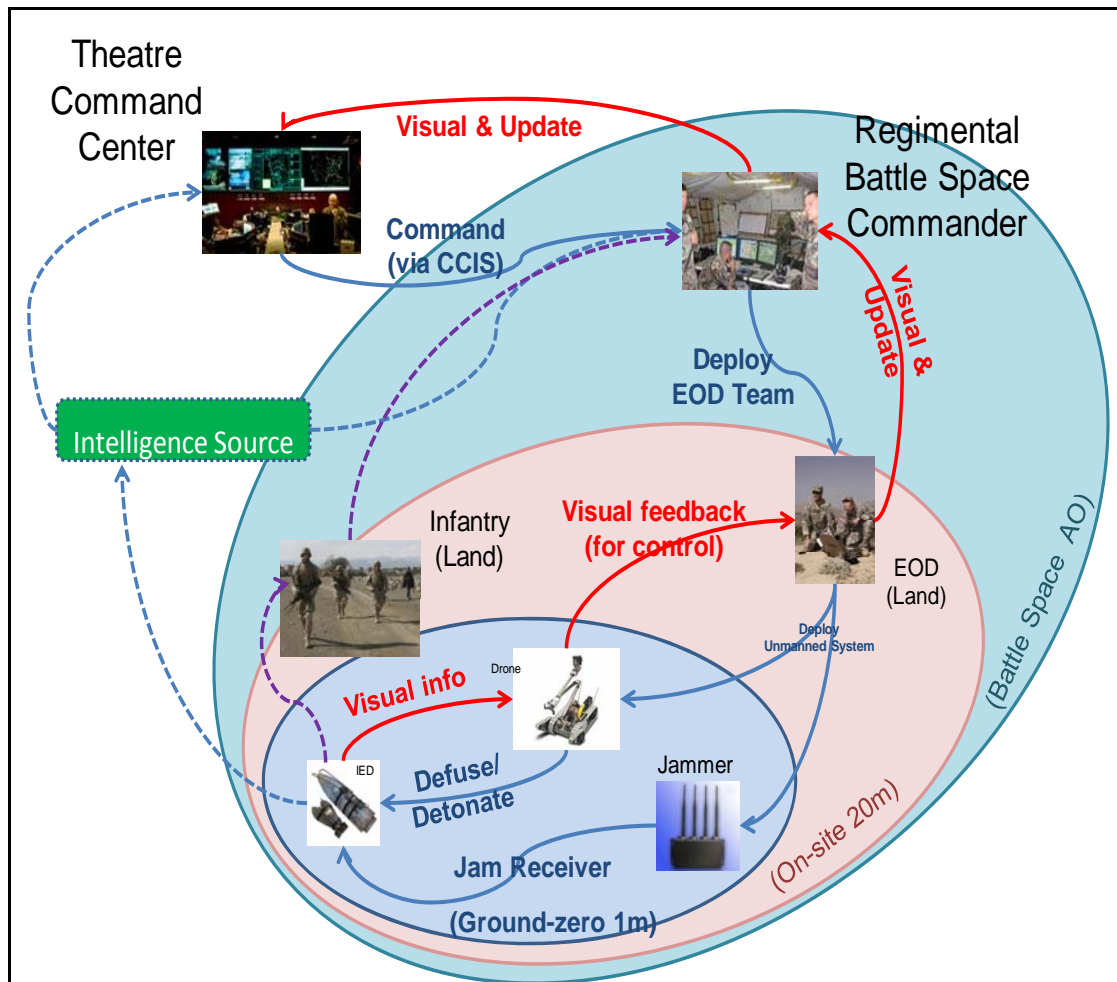 Theatre
Command
Center
Visual & Update
Regimental
Battle Space
Commander
Command
(via CCIS)
Visual &
Update
Deploy
EOD Team
Intelligence Source
Infantry
(Land)
Visual feedback
(for control)
EOD
(Land)
Deploy
Unmanned System
(Battle Space AO)
Drone
Visual info
IED
Defuse/
Detonate
Jammer
Jam Receiver
(On-site 20m)
(Ground-zero 1m)